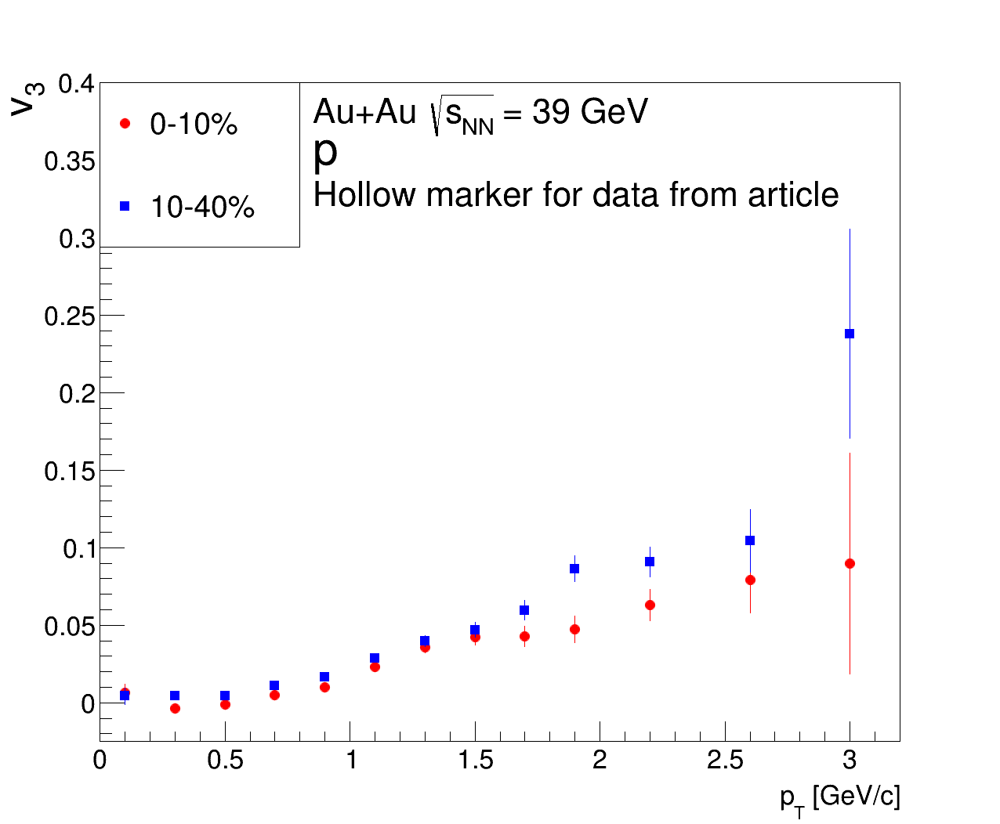 v3
0.4
0.35
0.3
0.25
0.2
0.15
0.1
0.05
0
0-10%
10-40%
Au+Au √sNN = 39 GeV
p
Hollow marker for data from article
0 0.5 1 1.5 2 2.5 3
pT [GeV/c]